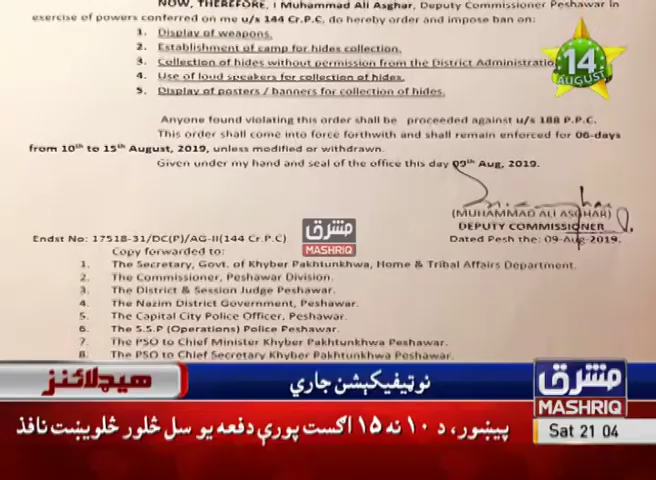 NOW, THEREFORE, I Muhammad Ali Asghar, Deputy Commissioner Peshawar in
exercise of powers conferred on me u/s 144 Cr.P.C, do hereby order and impose ban on:
1. Display of weapons.
2. Establishment of camp for hides collection.
3. Collection of hides without permission from the District Administratio
4. Use of loud speakers for collection of hides.
5. Display of posters / banners for collection of hides.
14
AUGUST
Anyone found violating this order shall be proceeded against u/s 188 P.P.C.
This order shall come into force forthwith and shall remain enforced for 06-days
from 10th to 15th August, 2019, unless modified or withdrawn.
Given under my hand and seal of the office this day 09th Aug, 2019.
(MUHAMMAD ALI ASGHAR)
DEPUTY COMMISSIONER
Endst No: 17518-31/DC(P)/AG-II(144 Cr.P.C) Dated Pesh the: 09-Aug-2019.
مشرق
MASHRIQ
Copy forwarded to:
1. The Secretary, Govt. of Khyber Pakhtunkhwa, Home & Tribal Affairs Department.
2. The Commissioner, Peshawar Division.
3. The District & Session Judge Peshawar.
4. The Nazim District Government, Peshawar.
5. The Capital City Police Officer, Peshawar.
6. The S.S.P (Operations) Police Peshawar.
7. The PSO to Chief Minister Khyber Pakhtunkhwa Peshawar.
8. The PSO to Chief Secretary Khyber Pakhtunkhwa Peshawar.
هیډلائنز
نوټیفیکېشن جاري
مشرق
MASHRIQ
پېښور، د ۱۰ نه ۱۵ اګست پورې دفعه يو سل څلور څلوېښت نافذ
Sat 21 04